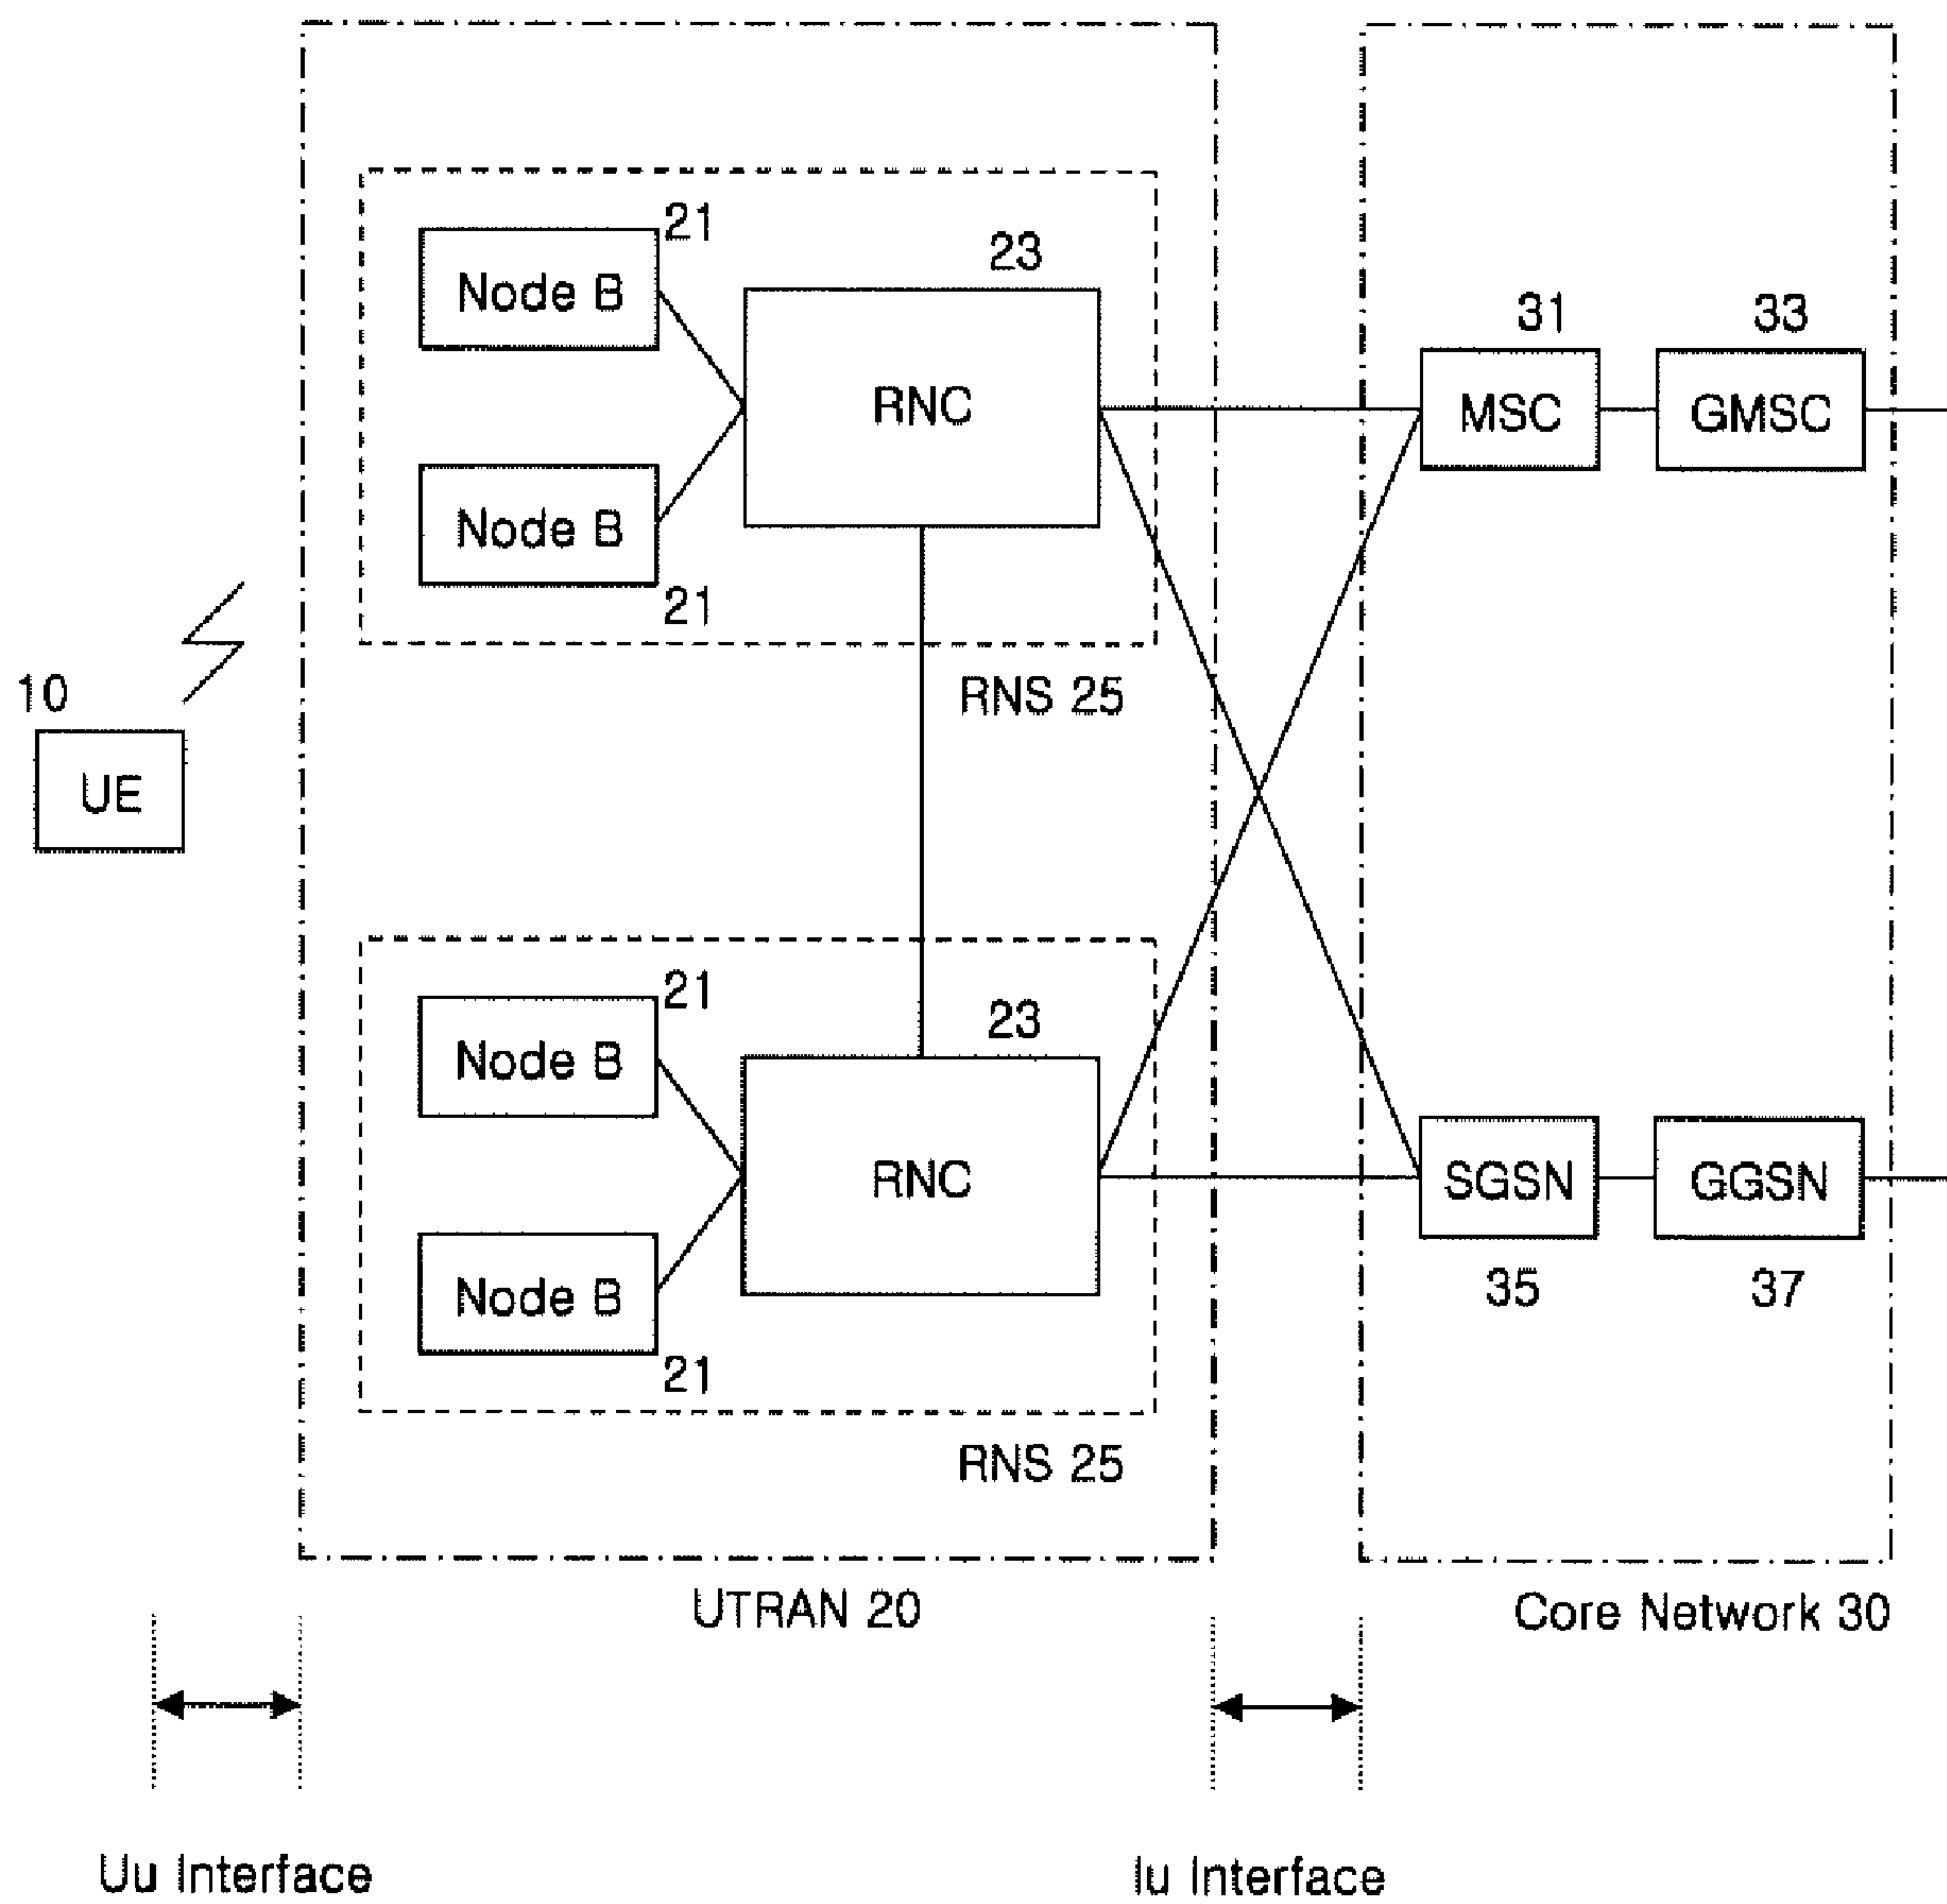 21
Node B
23
RNC
Node B
21
RNS 25
31
MSC
33
GMSC
10
UE
21
Node B
23
RNC
Node B
21
RNS 25
SGSN
35
GGSN
37
UTRAN 20
Core Network 30
Uu Interface
Iu Interface